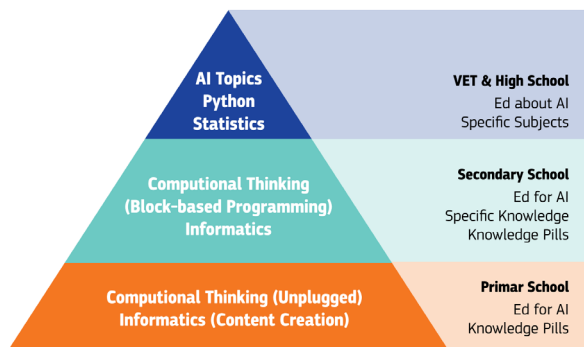 AI Topics
Python
Statistics
VET & High School
Ed about AI
Specific Subjects
Computional Thinking
(Block-based Programming)
Informatics
Secondary School
Ed for AI
Specific Knowledge
Knowledge Pills
Computional Thinking (Unplugged)
Informatics (Content Creation)
Primar School
Ed for AI
Knowledge Pills